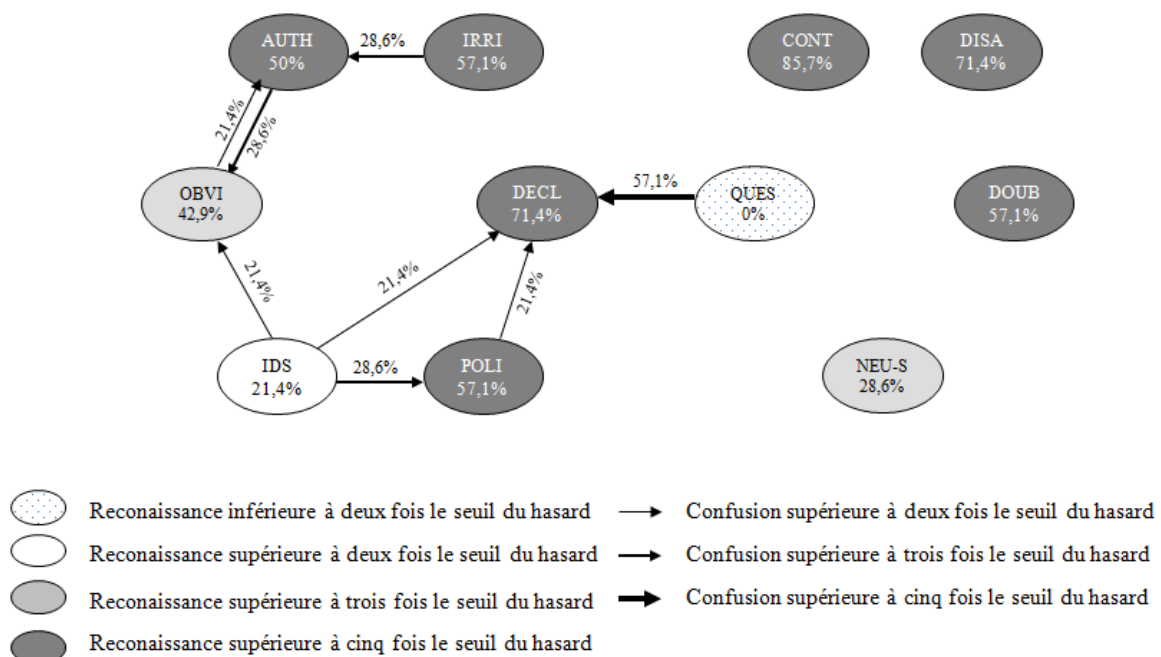 AUTH
50%
28,6%
IRRI
57,1%
CONT
85,7%
DISA
71,4%
21,4%
28,6%
OBVI
42,9%
DECL
71,4%
57,1%
QUES
0%
DOUB
57,1%
21,4%
21,4%
21,4%
IDS
21,4%
28,6%
POLI
57,1%
NEU-S
28,6%
Reconaissance inférieure à deux fois le seuil du hasard
Confusion supérieure à deux fois le seuil du hasard
Reconaissance supérieure à deux fois le seuil du hasard
Confusion supérieure à trois fois le seuil du hasard
Reconaissance supérieure à trois fois le seuil du hasard
Confusion supérieure à cinq fois le seuil du hasard
Reconaissance supérieure à cinq fois le seuil du hasard